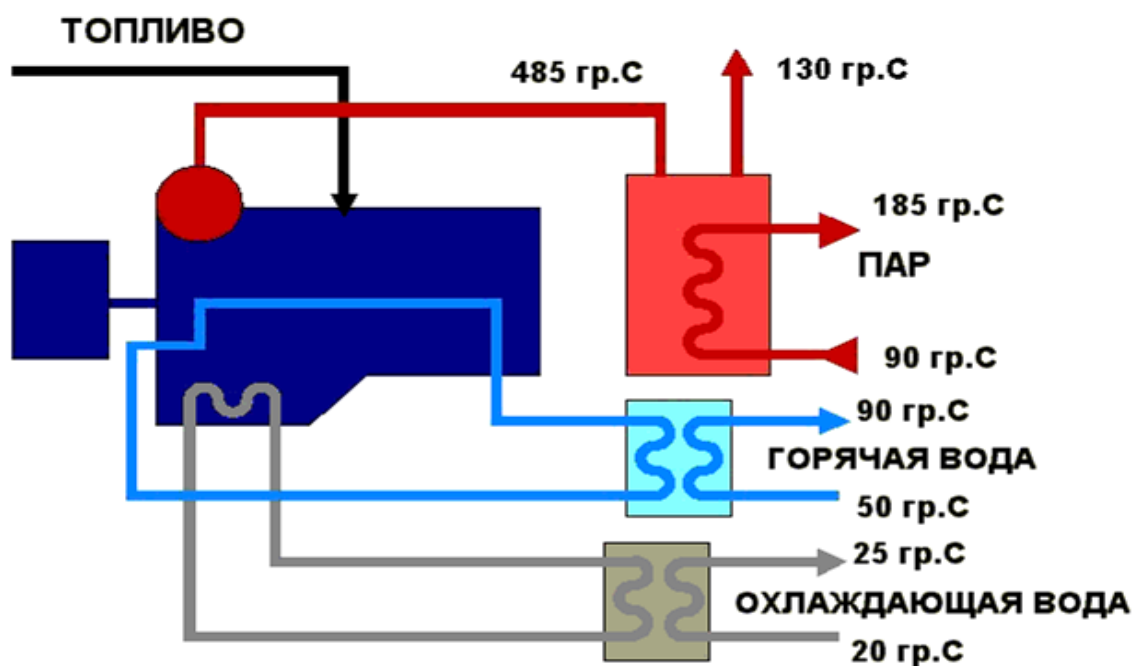 ТОПЛИВО
485 гр.С
130 гр.С
185 гр.С
ПАР
90 гр.С
90 гр.С
ГОРЯЧАЯ ВОДА
50 гр.С
25 гр.С
ОХЛАЖДАЮЩАЯ ВОДА
20 гр.С